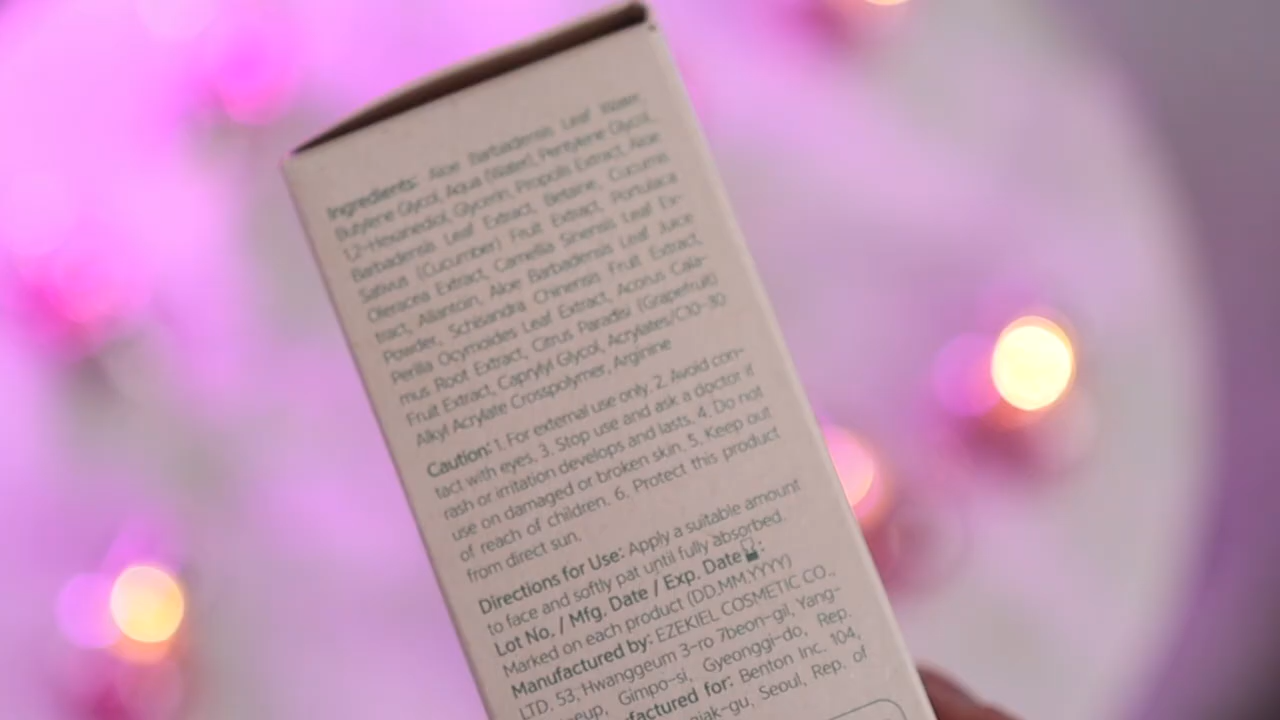 Ingredients: Aloe Barbadensis Leaf Water,
Butylene Glycol, Aqua (Water), Pentylene Glycol,
1,2-Hexanediol, Glycerin, Propolis Extract, Aloe
Barbadensis Leaf Extract, Betaine, Cucumis
Sativus (Cucumber) Fruit Extract, Portulaca
Oleracea Extract, Camellia Sinensis Leaf Ex-
tract, Allantoin, Aloe Barbadensis Leaf Juice
Powder, Schisandra Chinensis Fruit Extract,
Perilla Ocymoides Leaf Extract, Acorus Cala-
mus Root Extract, Citrus Paradisi (Grapefruit)
Fruit Extract, Caprylyl Glycol, Acrylates/C10-30
Alkyl Acrylate Crosspolymer, Arginine
Caution: 1. For external use only. 2. Avoid con-
tact with eyes. 3. Stop use and ask a doctor if
rash or irritation develops and lasts. 4. Do not
use on damaged or broken skin. 5. Keep out
of reach of children. 6. Protect this product
from direct sun.
Directions for Use: Apply a suitable amount
to face and softly pat until fully absorbed.
Lot No. / Mfg. Date / Exp. Date :
Marked on each product (DD.MM.YYYY)
Manufactured by: EZEKIEL COSMETIC CO.,
LTD. 53, Hwanggeum 3-ro 7beon-gil, Yang-
eup, Gimpo-si, Gyeonggi-do, Rep.
factured for: Benton Inc. 104,
njak-gu, Seoul, Rep. of